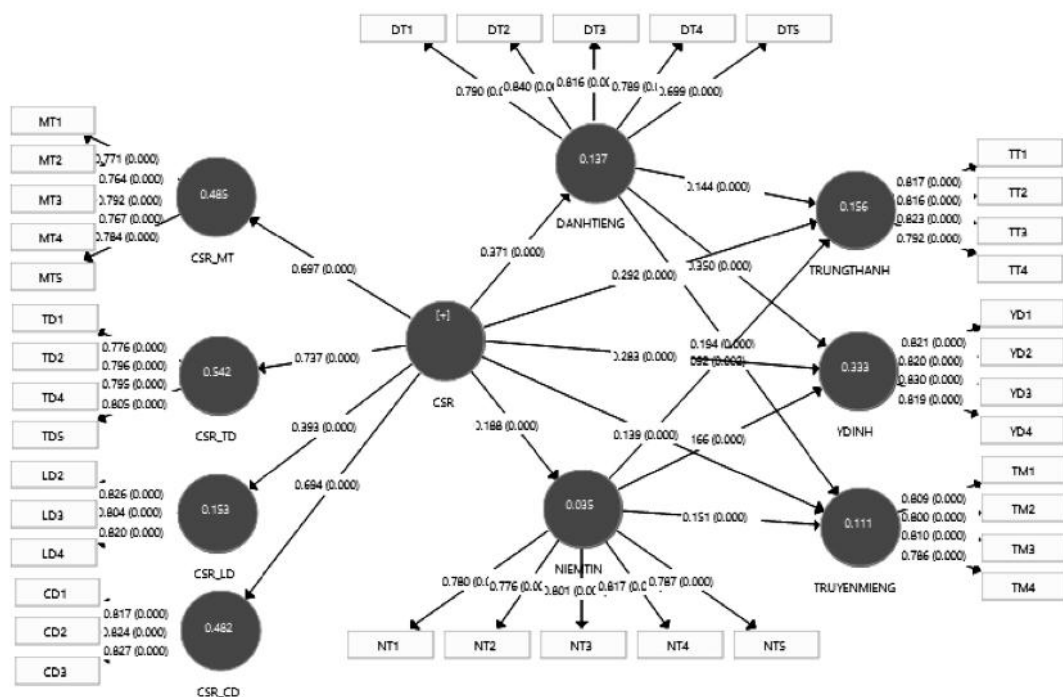 DT1
DT2
DT3
DT4
DT5
0.790
0.840
0.816
0.789
0.699 (0.000)
0.137
DANHTIENG
MT1
MT2
MT3
MT4
MT5
0.771 (0.000)
0.764 (0.000)
0.792 (0.000)
0.767 (0.000)
0.784 (0.000)
0.485
CSR_MT
0.697 (0.000)
0.371 (0.000)
0.144 (0.000)
0.292 (0.000)
0.350 (0.000)
0.156
TRUNGTHANH
0.817 (0.000)
0.816 (0.000)
0.823 (0.000)
0.792 (0.000)
TT1
TT2
TT3
TT4
TD1
TD2
TD4
TD5
0.776 (0.000)
0.796 (0.000)
0.795 (0.000)
0.805 (0.000)
0.542
CSR_TD
0.737 (0.000)
[+]
CSR
0.194 (0.000)
0.283 (0.000)
0.333
YDINH
0.821 (0.000)
0.820 (0.000)
0.830 (0.000)
0.819 (0.000)
YD1
YD2
YD3
YD4
0.393 (0.000)
0.188 (0.000)
0.139 (0.000)
166 (0.000)
LD2
LD3
LD4
0.826 (0.000)
0.804 (0.000)
0.820 (0.000)
0.153
CSR_LD
0.694 (0.000)
0.035
NIEMTIN
0.151 (0.000)
0.111
TRUYENMIENG
0.809 (0.000)
0.800 (0.000)
0.810 (0.000)
0.786 (0.000)
TM1
TM2
TM3
TM4
CD1
CD2
CD3
0.817 (0.000)
0.824 (0.000)
0.827 (0.000)
0.482
CSR_CD
0.780
0.776
0.801
0.817
0.787 (0.000)
NT1
NT2
NT3
NT4
NT5